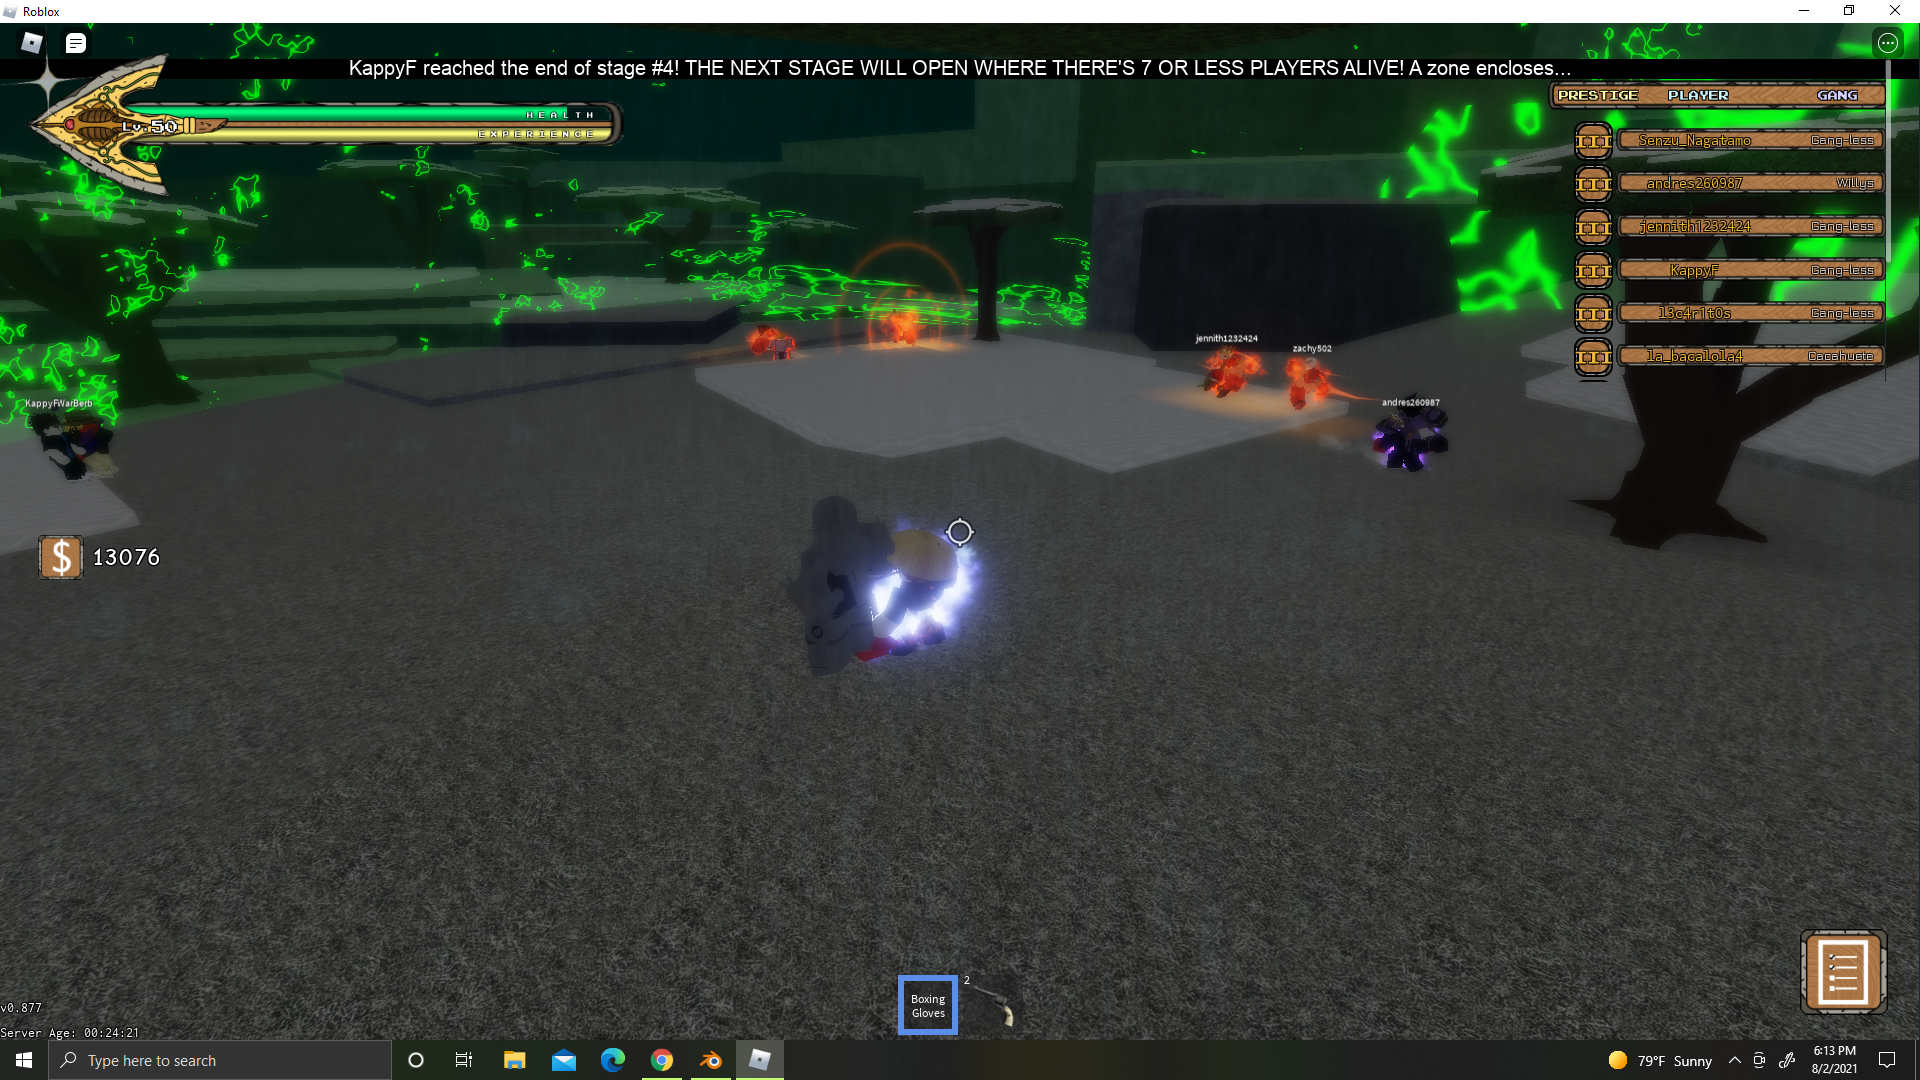 Roblox
KappyF reached the end of stage #4! THE NEXT STAGE WILL OPEN WHERE THERE'S 7 OR LESS PLAYERS ALIVE! A zone encloses...
PRESTIGE PLAYER GANG
HEALTH
Lv.50
EXPERIENCE
Senzu_Nagatamo Gang-less
andres260987 Willys
jennith1232424 Gang-less
KappyF Gang-less
l3c4r1t0s Gang-less
la_bacalola4 Cacahuete
jennith1232424
zachy502
andres260987
KappyFWarBerb
$ 13076
2
Boxing
Gloves
v0.877
Server Age: 00:24:21
Type here to search
79°F Sunny
6:13 PM
8/2/2021